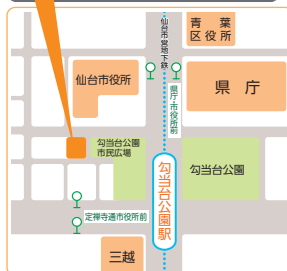 仙台市営地下鉄
青葉
区役所
仙台市役所
県庁・市役所前
県庁
勾当台公園
市民広場
勾当台公園駅
勾当台公園
定禅寺通市役所前
三越